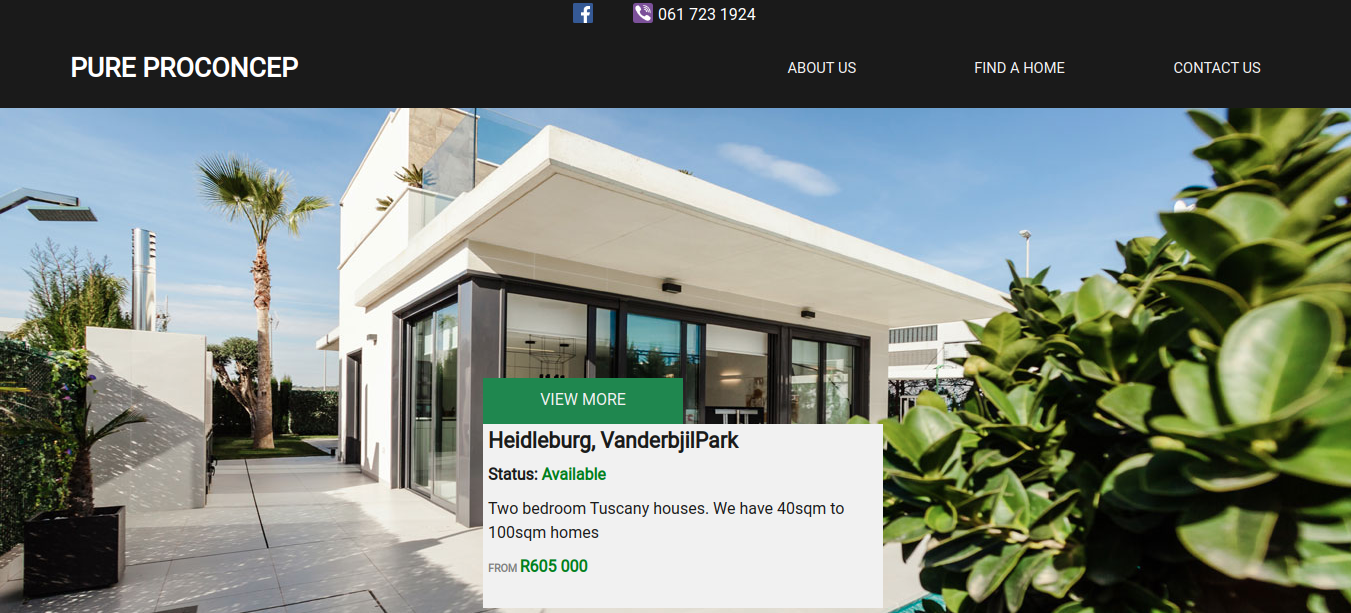 061 723 1924
PURE PROCONCEP
ABOUT US
FIND A HOME
CONTACT US
VIEW MORE
Heidleburg, VanderbjilPark
Status: Available
Two bedroom Tuscany houses. We have 40sqm to
100sqm homes
FROM R605 000